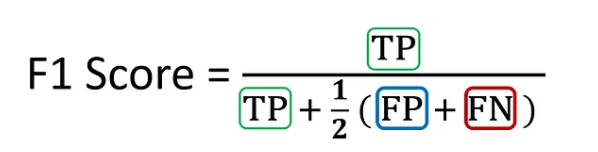 F1 Score = TP / TP + 1/2 ( FP + FN )